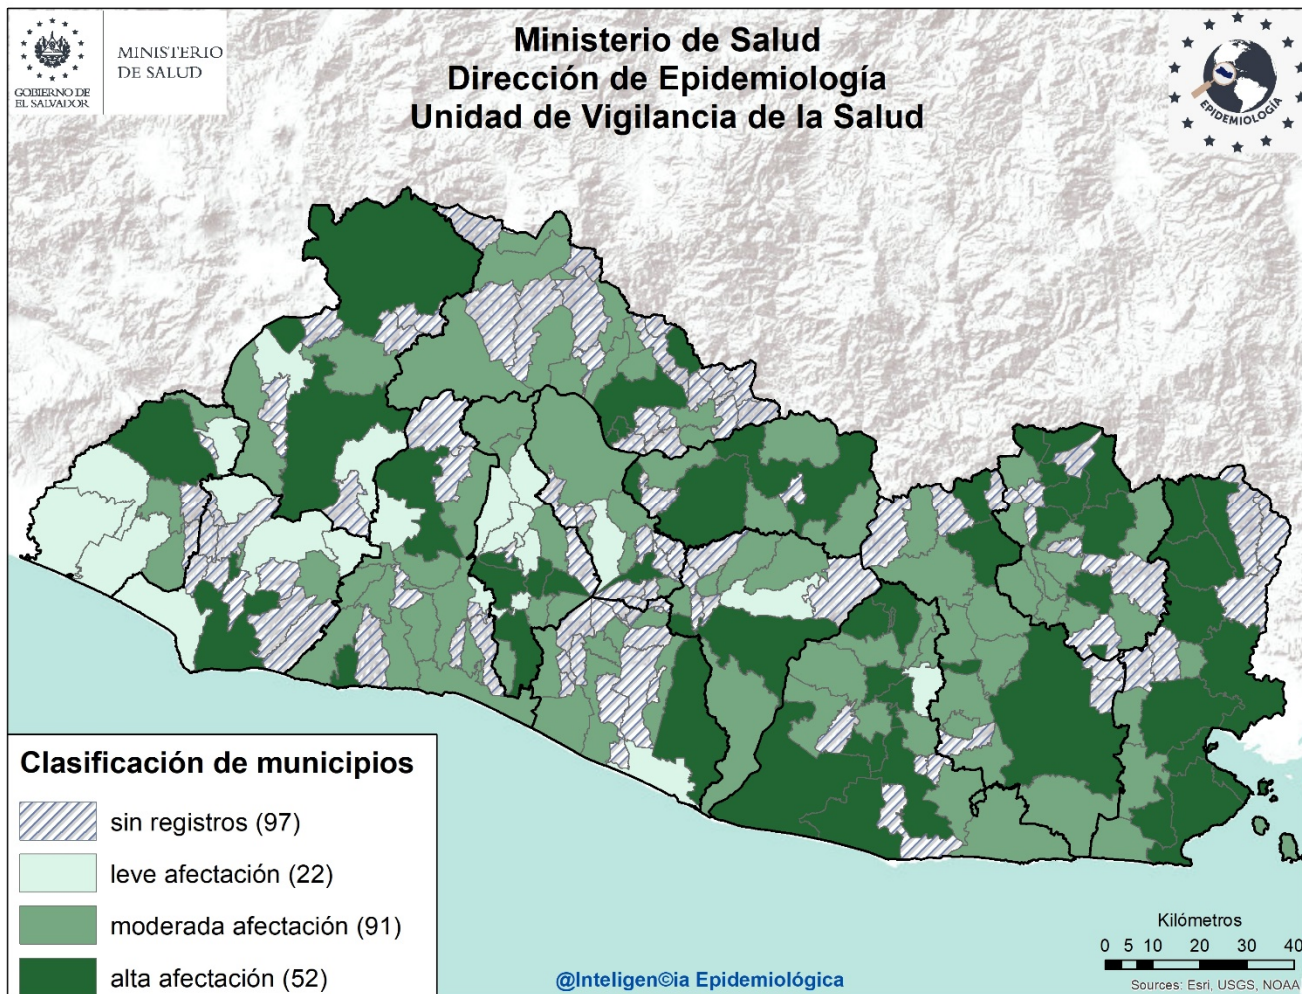 GOBIERNO DE
EL SALVADOR
MINISTERIO
DE SALUD
Ministerio de Salud
Dirección de Epidemiología
Unidad de Vigilancia de la Salud
EPIDEMIOLOGÍA
Clasificación de municipios
sin registros (97)
leve afectación (22)
moderada afectación (91)
alta afectación (52)
@Inteligen©ia Epidemiológica
Kilómetros
0 5 10 20 30 40
Sources: Esri, USGS, NOAA